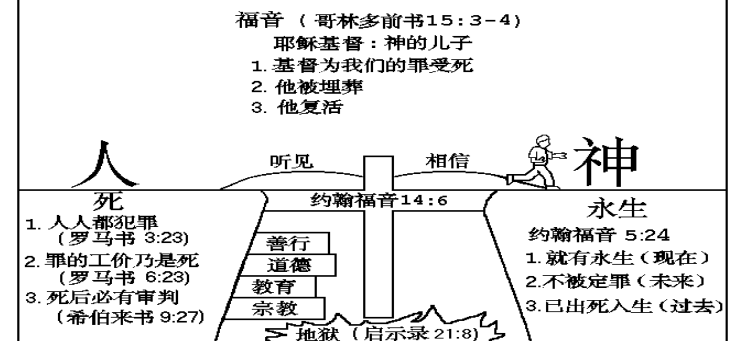 福音 ( 哥林多前书15: 3-4)
耶稣基督: 神的儿子
1. 基督为我们的罪受死
2. 他被埋葬
3. 他复活
人
听见
相信
神
死
约翰福音14:6
永生
1. 人人都犯罪
(罗马书 3:23)
2. 罪的工价乃是死
(罗马书 6:23)
3. 死后必有审判
(希伯来书 9:27)
善行
道德
教育
宗教
地狱 (启示录 21:8)
约翰福音 5:24
1. 就有永生 (现在)
2. 不被定罪 (未来)
3. 已出死入生 (过去)